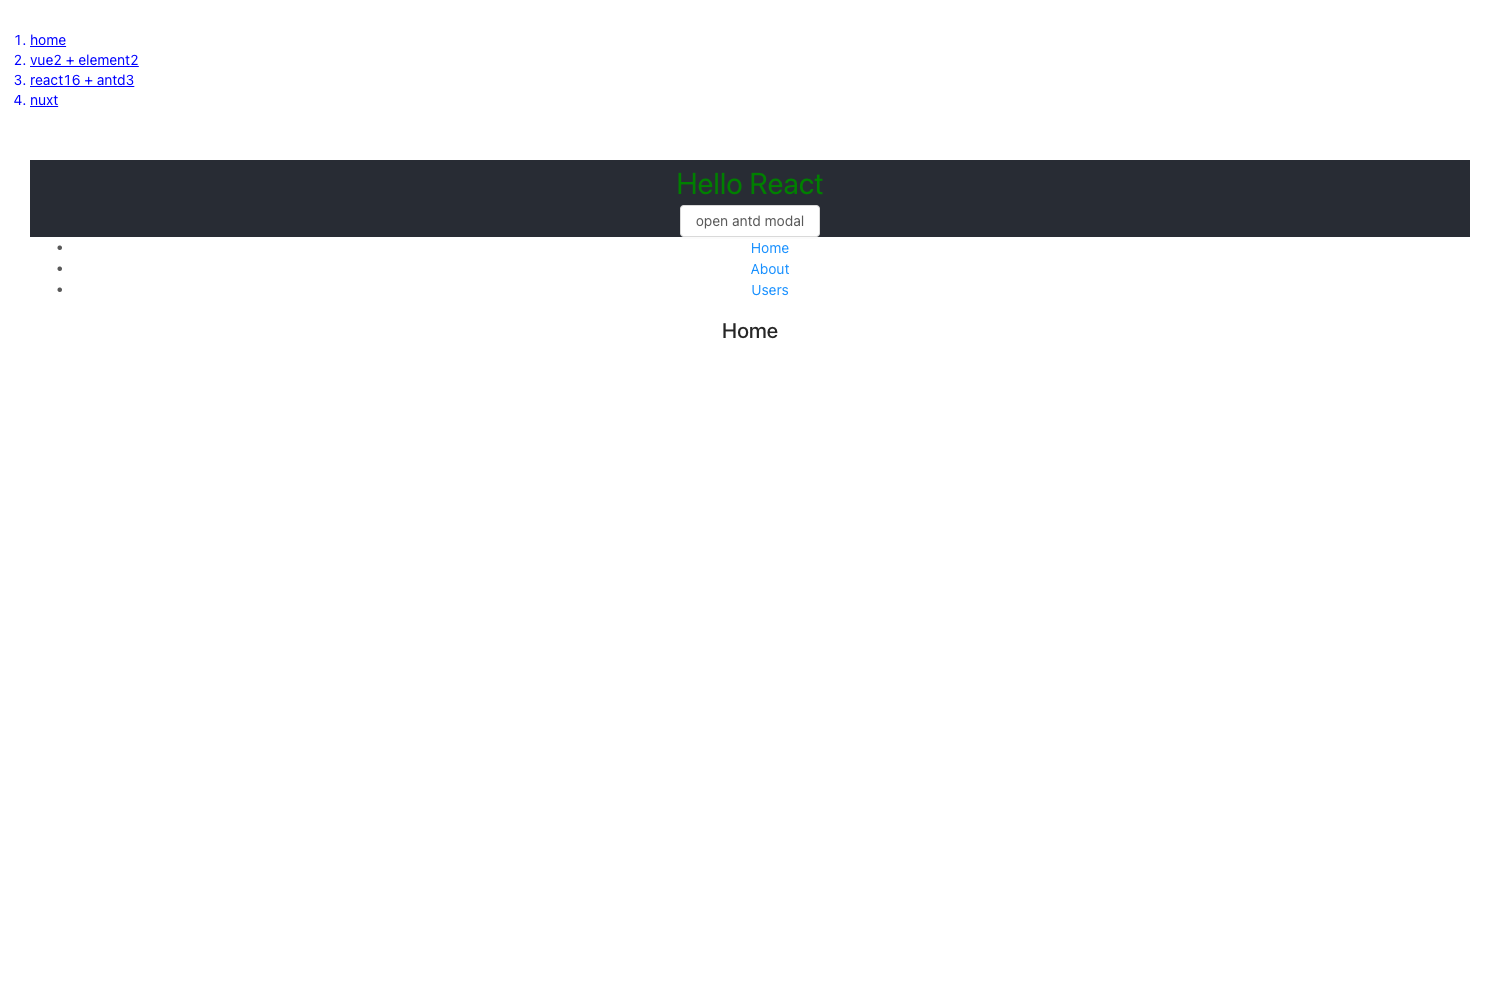 1. home
2. vue2 + element2
3. react16 + antd3
4. nuxt
Hello React
open antd modal
• Home
• About
• Users
Home